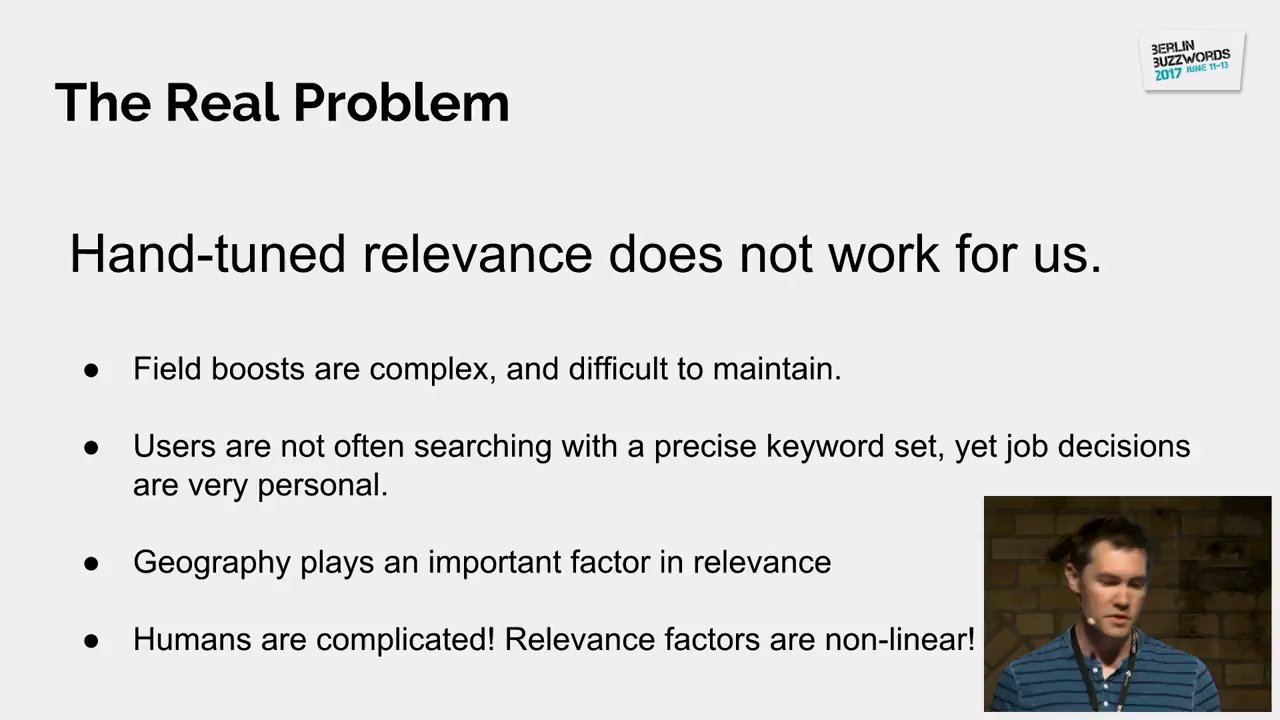 BERLIN
BUZZWORDS
2017 JUNE 11-13
The Real Problem
Hand-tuned relevance does not work for us.
● Field boosts are complex, and difficult to maintain.
● Users are not often searching with a precise keyword set, yet job decisions
are very personal.
● Geography plays an important factor in relevance
● Humans are complicated! Relevance factors are non-linear!